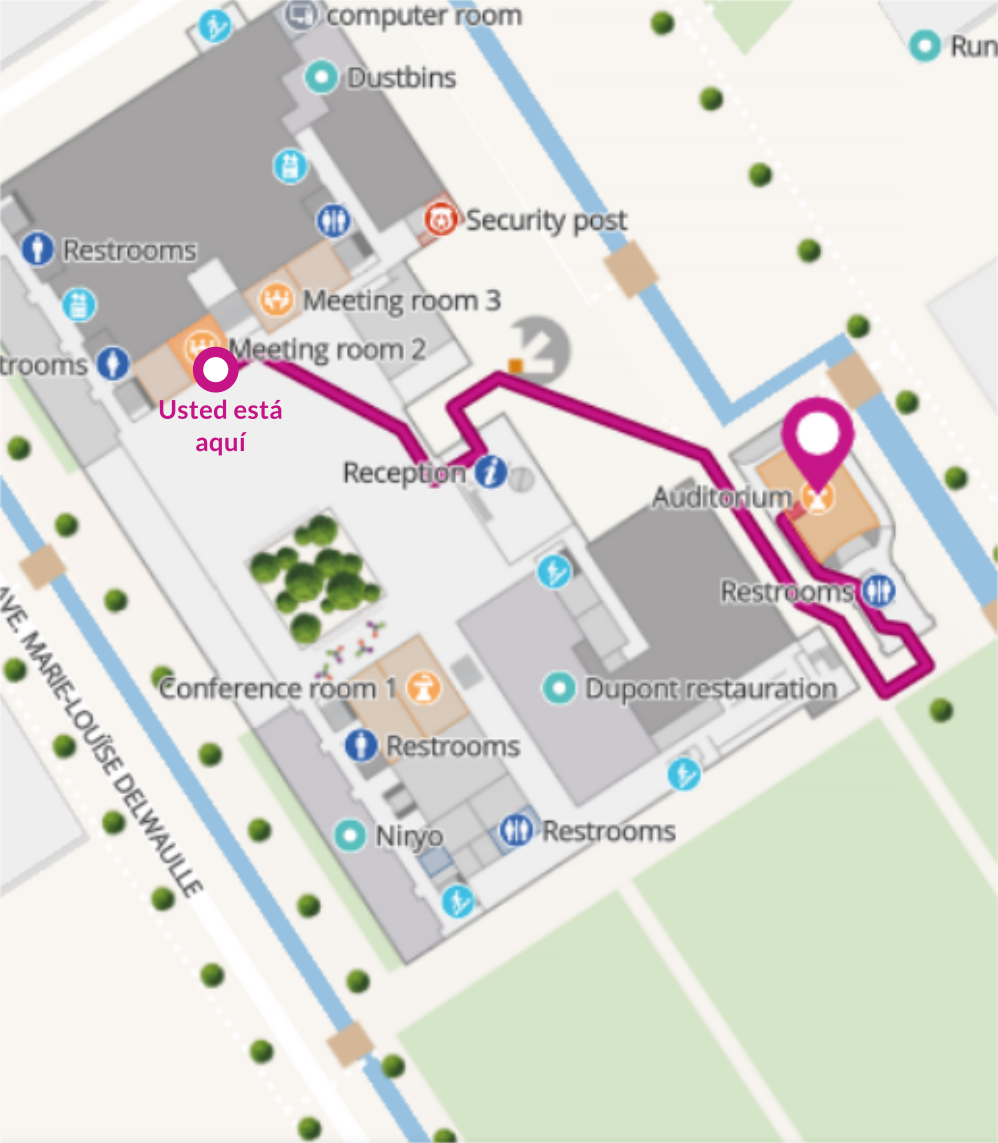 computer room
Run
Dustbins
Security post
Restrooms
Meeting room 3
Meeting room 2
trooms
Usted está
aquí
Reception
Auditorium
Restrooms
AVE. MARIE-LOUÏSE DELWAULLE
Conference room 1
Dupont restauration
Restrooms
Niryo
Restrooms